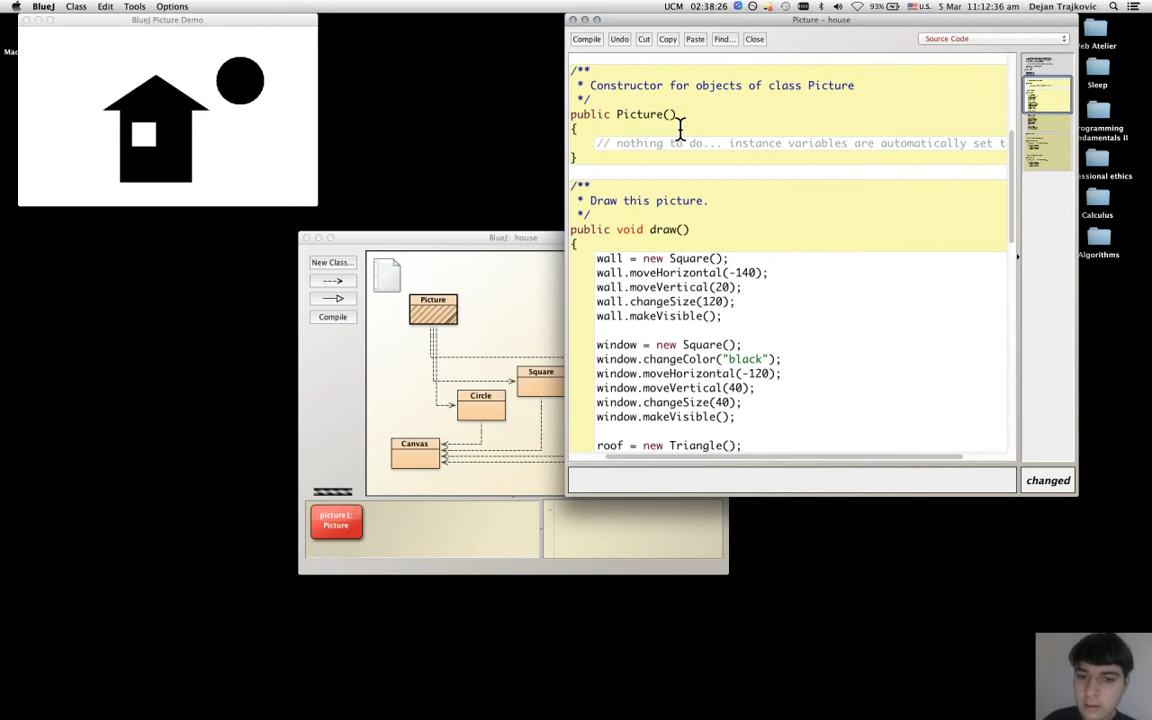 BlueJ Class Edit Tools Options UCM 02:38:26 93% U.S. 5 Mar 11:12:36 am Dejan Trajkovic
BlueJ Picture Demo
Picture - house
Compile Undo Cut Copy Paste Find... Close Source Code
/**
* Constructor for objects of class Picture
*/
public Picture()
{
// nothing to do... instance variables are automatically set t
}
/**
* Draw this picture.
*/
public void draw()
{
wall = new Square();
wall.moveHorizontal(-140);
wall.moveVertical(20);
wall.changeSize(120);
wall.makeVisible();
window = new Square();
window.changeColor("black");
window.moveHorizontal(-120);
window.moveVertical(40);
window.changeSize(40);
window.makeVisible();
roof = new Triangle();
changed
BlueJ: house
New Class...
Compile
Picture
Square
Circle
Canvas
picture1:
Picture
Mac
eb Atelier
Sleep
rogramming
ndamentals II
essional ethics
Calculus
Algorithms